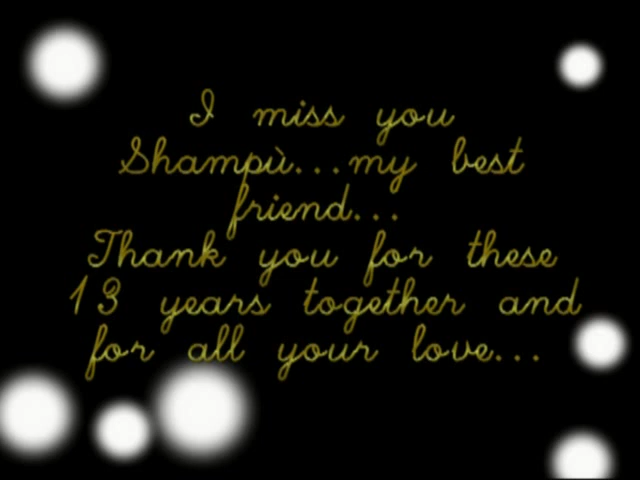 I miss you
Shampù...my best
friend...
Thank you for these
13 years together and
for all your love...